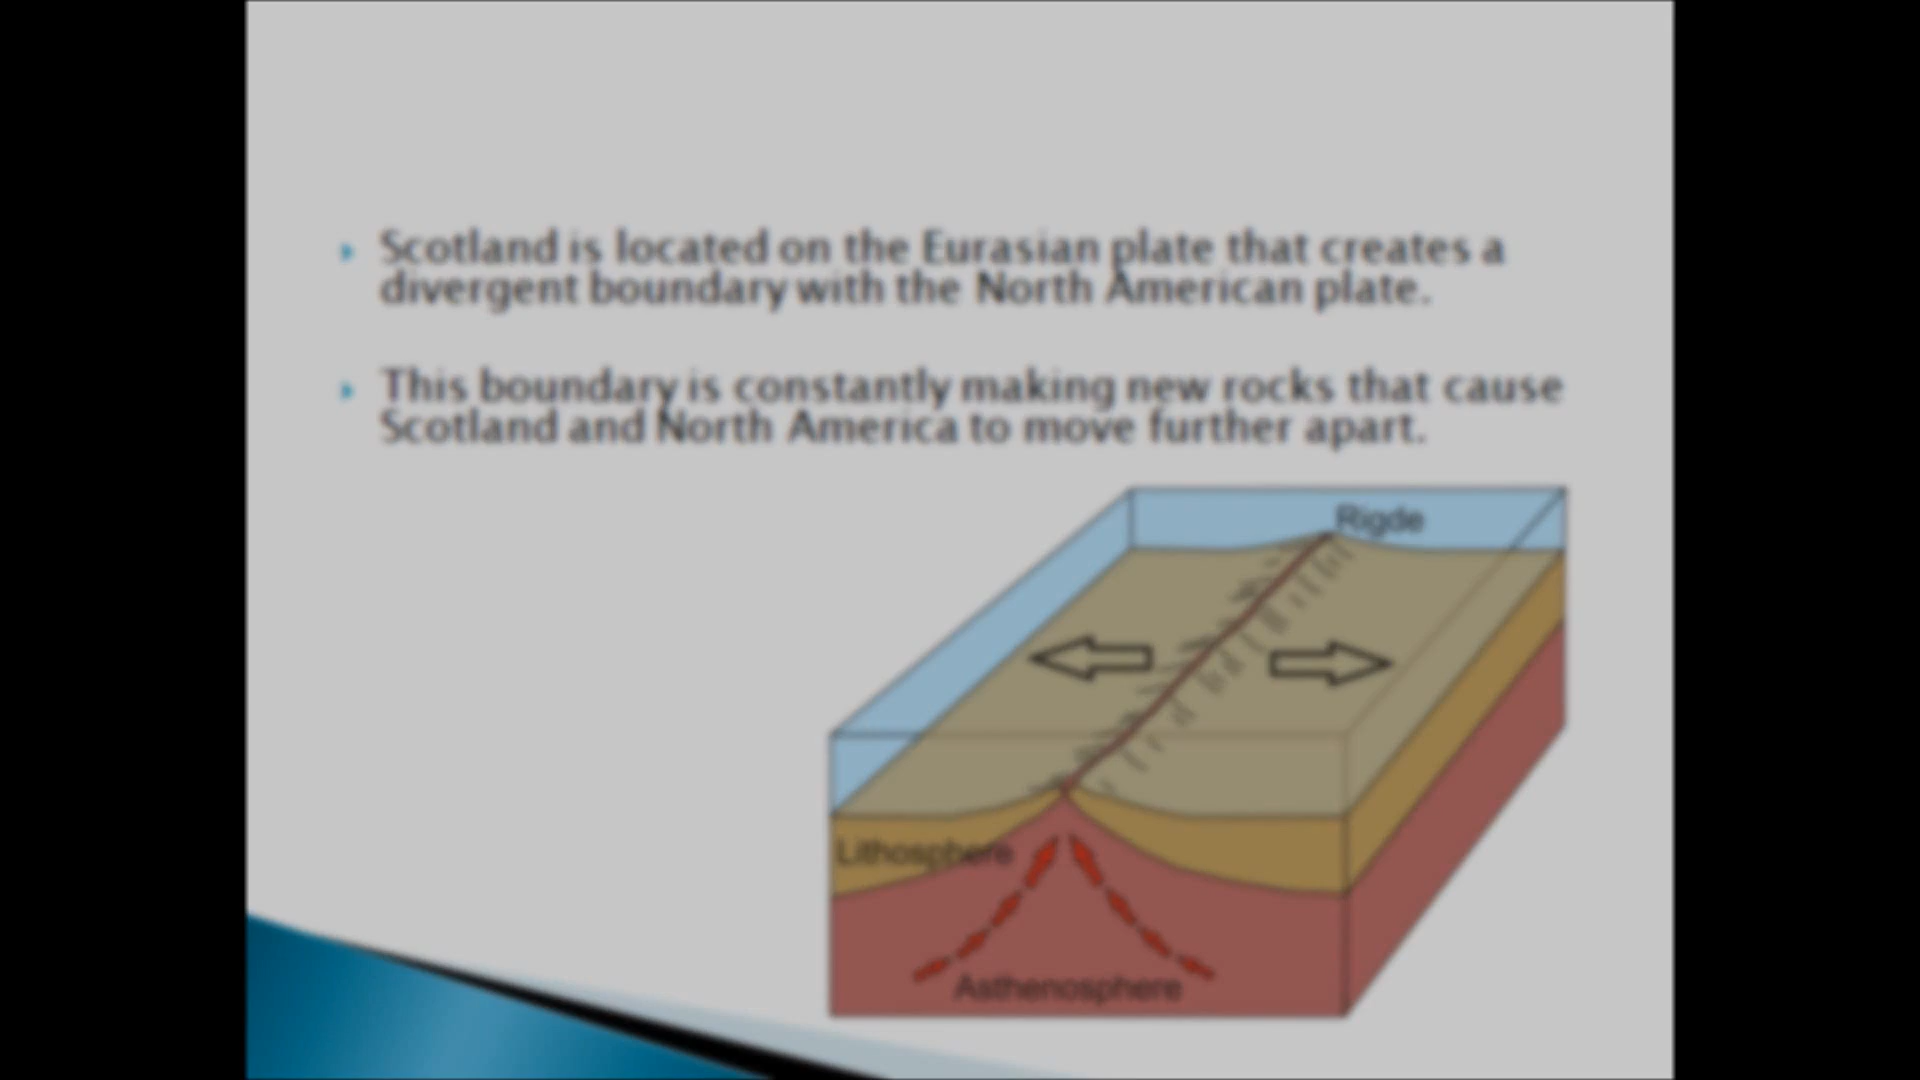 Scotland is located on the Eurasian plate that creates a
divergent boundary with the North American plate.
This boundary is constantly making new rocks that cause
Scotland and North America to move further apart.
Rigde
Lithosphere
Asthenosphere